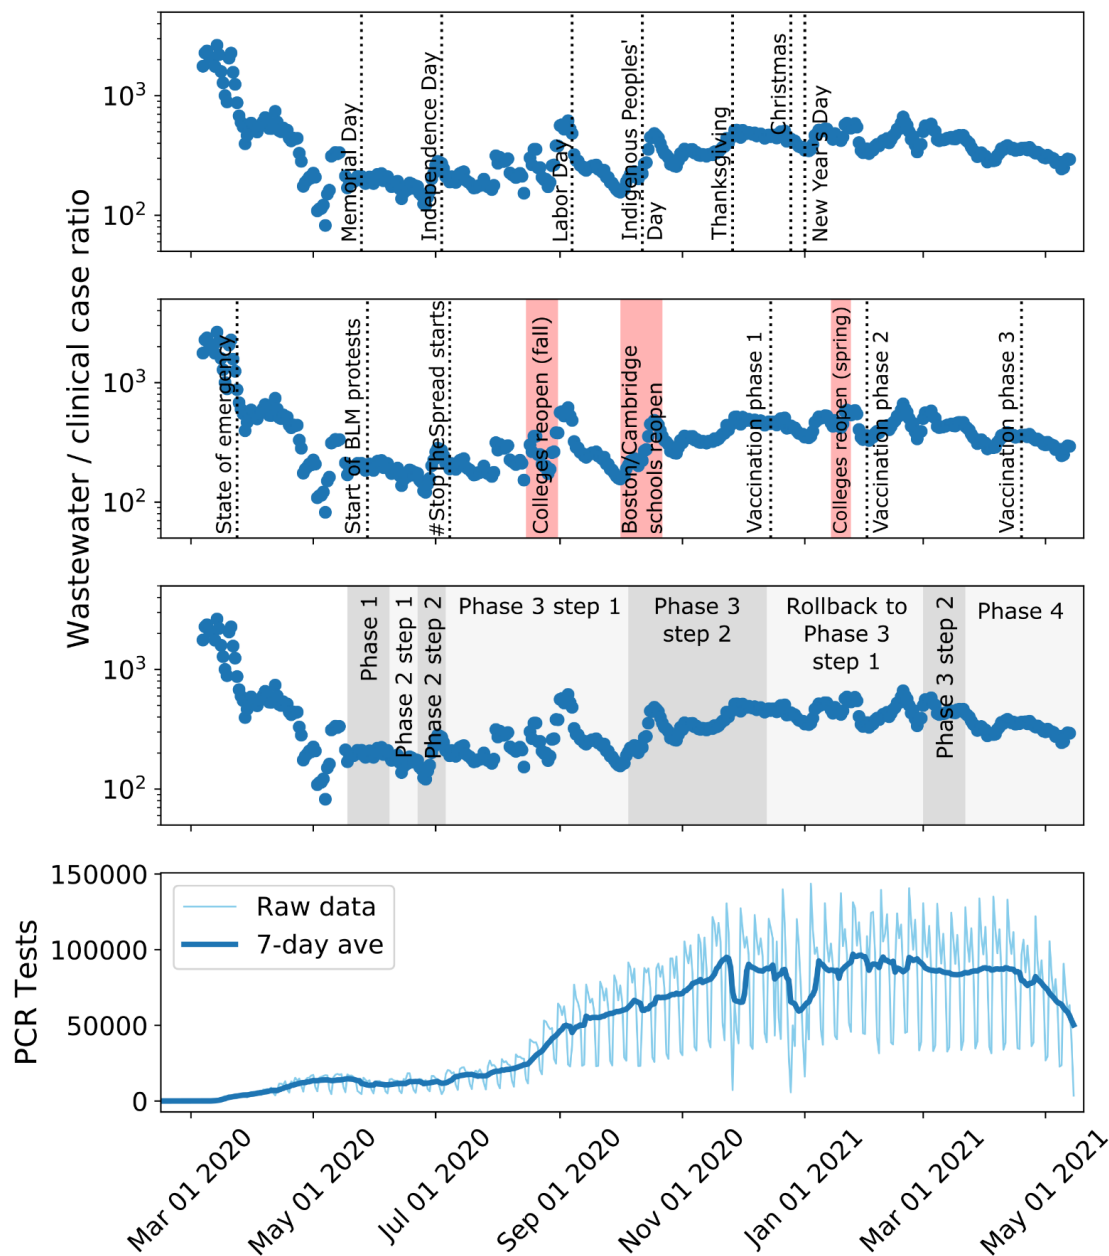 Wastewater / clinical case ratio
10³
10²
Memorial Day
Independence Day
Labor Day
Indigenous Peoples'
Day
Thanksgiving
Christmas
New Year's Day
10³
10²
State of emergency
Start of BLM protests
#StopTheSpread starts
Colleges reopen (fall)
Boston/Cambridge
schools reopen
Vaccination phase 1
Colleges reopen (spring)
Vaccination phase 2
Vaccination phase 3
10³
10²
Phase 1
Phase 2 step 1
Phase 2 step 2
Phase 3 step 1
Phase 3
step 2
Rollback to
Phase 3
step 1
Phase 3 step 2
Phase 4
PCR Tests
150000
100000
50000
0
Raw data
7-day ave
Mar 01 2020
May 01 2020
Jul 01 2020
Sep 01 2020
Nov 01 2020
Jan 01 2021
Mar 01 2021
May 01 2021